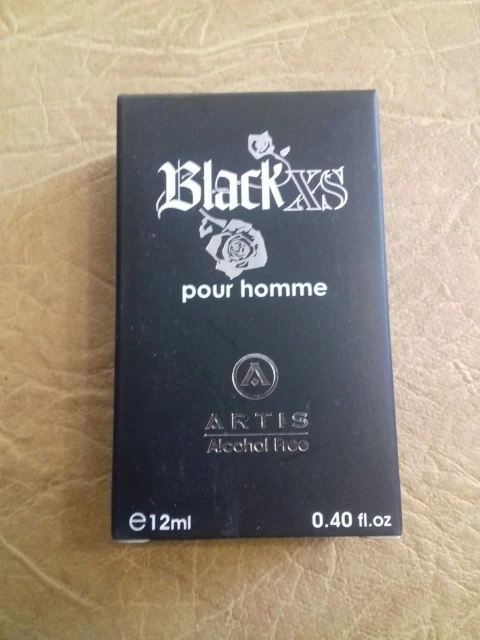 Black XS
pour homme
A
ARTIS
Alcohol Free
℮12ml
0.40 fl.oz